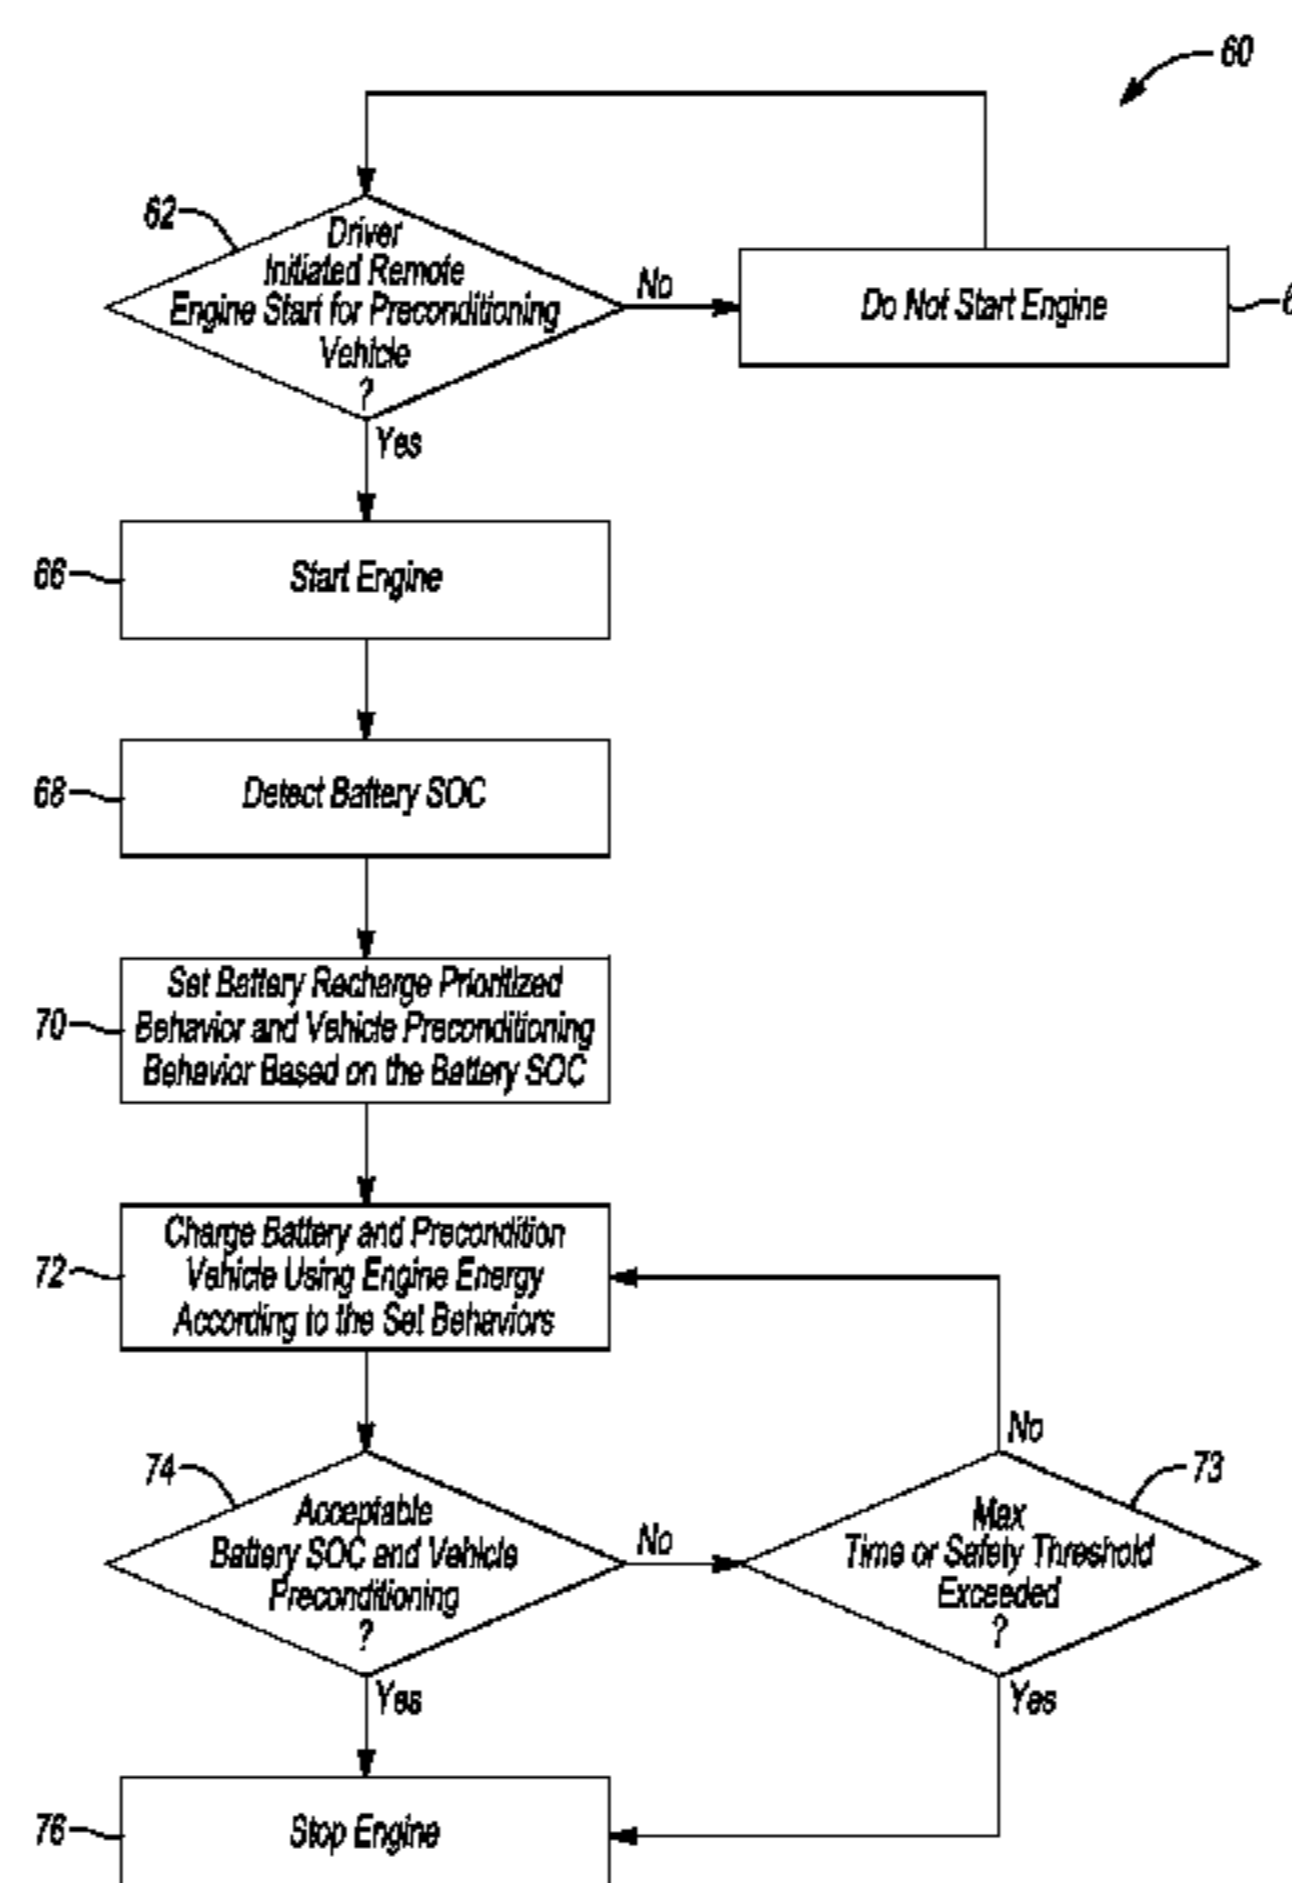 60
62
Driver
Initiated Remote
Engine Start for Preconditioning
Vehicle
?
No
Do Not Start Engine
Yes
66
Start Engine
68
Detect Battery SOC
70
Set Battery Recharge Prioritized
Behavior and Vehicle Preconditioning
Behavior Based on the Battery SOC
72
Charge Battery and Precondition
Vehicle Using Engine Energy
According to the Set Behaviors
74
Acceptable
Battery SOC and Vehicle
Preconditioning
?
No
73
Max
Time or Safety Threshold
Exceeded
?
No
Yes
Yes
76
Stop Engine